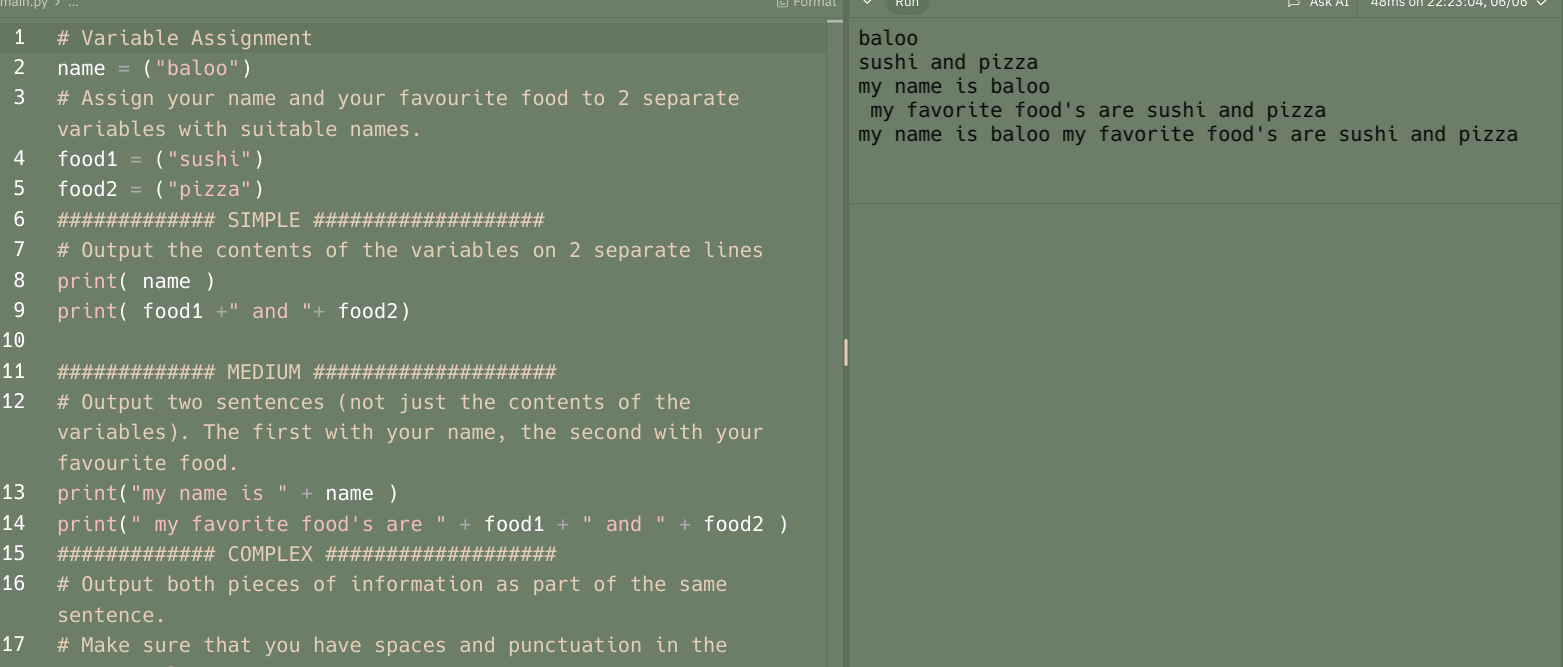 main.py > ...
Format
1 # Variable Assignment
2 name = ("baloo")
3 # Assign your name and your favourite food to 2 separate
variables with suitable names.
4 food1 = ("sushi")
5 food2 = ("pizza")
6 ############# SIMPLE ###################
7 # Output the contents of the variables on 2 separate lines
8 print( name )
9 print( food1 +" and "+ food2)
10
11 ############# MEDIUM ####################
12 # Output two sentences (not just the contents of the
variables). The first with your name, the second with your
favourite food.
13 print("my name is " + name )
14 print(" my favorite food's are " + food1 + " and " + food2 )
15 ############# COMPLEX ###################
16 # Output both pieces of information as part of the same
sentence.
17 # Make sure that you have spaces and punctuation in the
Run
Ask AI
48ms on 22:23:04, 06/06
baloo
sushi and pizza
my name is baloo
 my favorite food's are sushi and pizza
my name is baloo my favorite food's are sushi and pizza